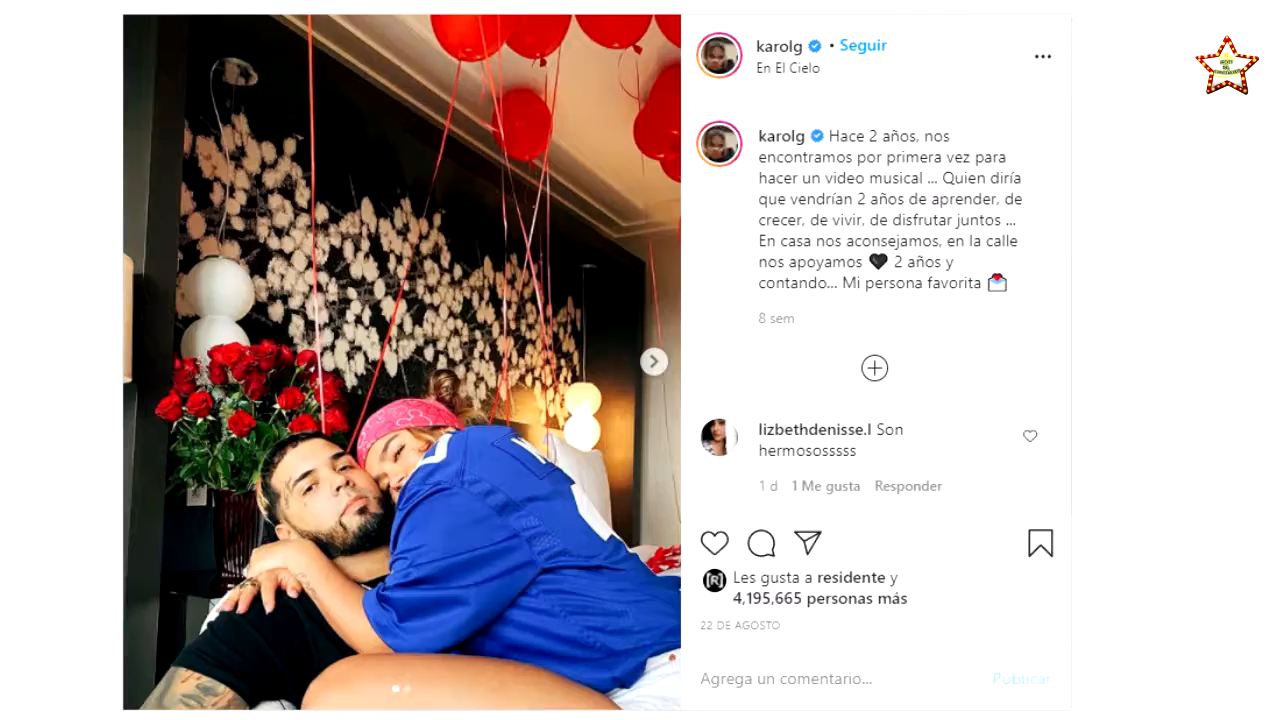 karolg • Seguir
En El Cielo
karolg Hace 2 años, nos
encontramos por primera vez para
hacer un video musical ... Quien diría
que vendrían 2 años de aprender, de
crecer, de vivir, de disfrutar juntos ...
En casa nos aconsejamos, en la calle
nos apoyamos 🖤 2 años y
contando... Mi persona favorita 💌
8 sem
lizbethdenisse.l Son
hermososssss
1 d 1 Me gusta Responder
[R] Les gusta a residente y
4,195,665 personas más
22 DE AGOSTO
Agrega un comentario... Publicar